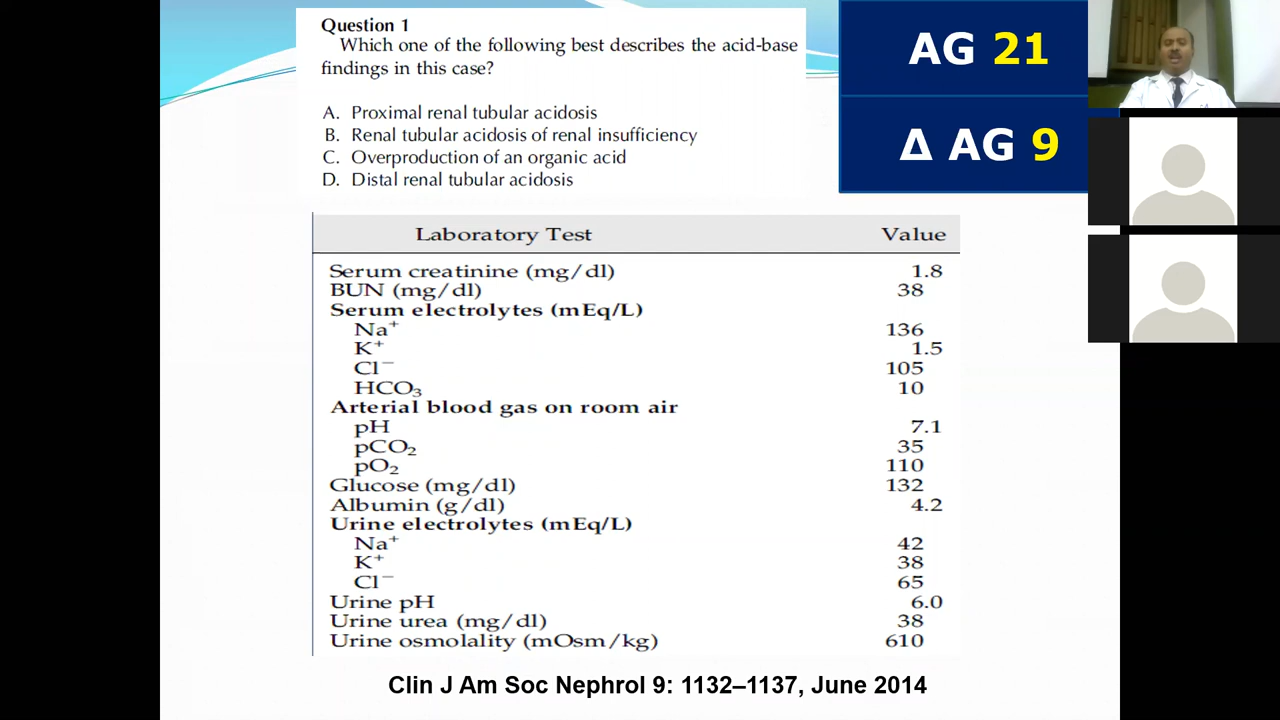 Question 1
Which one of the following best describes the acid-base
findings in this case?
A. Proximal renal tubular acidosis
B. Renal tubular acidosis of renal insufficiency
C. Overproduction of an organic acid
D. Distal renal tubular acidosis
AG 21
Δ AG 9
Laboratory Test Value
Serum creatinine (mg/dl) 1.8
BUN (mg/dl) 38
Serum electrolytes (mEq/L)
Na⁺ 136
K⁺ 1.5
Cl⁻ 105
HCO₃ 10
Arterial blood gas on room air
pH 7.1
pCO₂ 35
pO₂ 110
Glucose (mg/dl) 132
Albumin (g/dl) 4.2
Urine electrolytes (mEq/L)
Na⁺ 42
K⁺ 38
Cl⁻ 65
Urine pH 6.0
Urine urea (mg/dl) 38
Urine osmolality (mOsm/kg) 610
Clin J Am Soc Nephrol 9: 1132–1137, June 2014